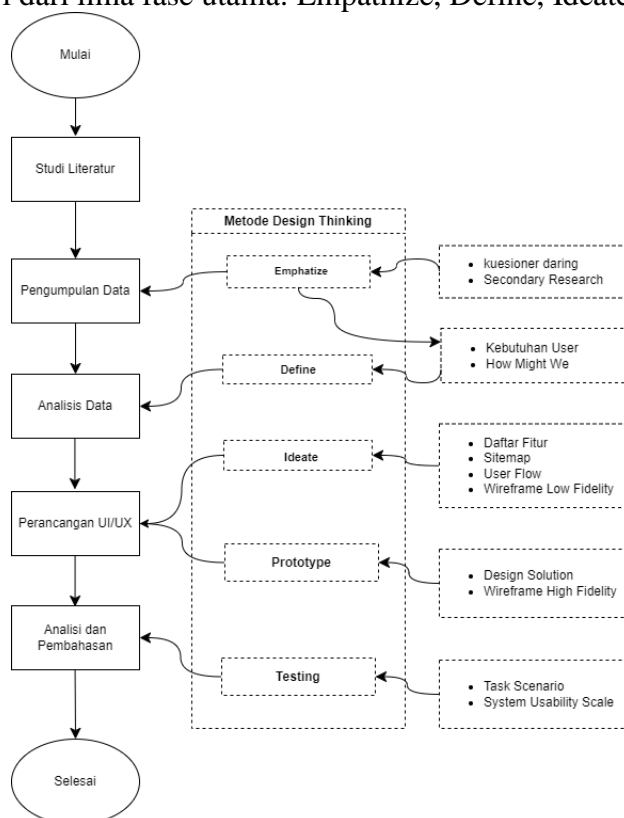 i dari lima fase utama: Empathize, Define, Ideate
Mulai
Studi Literatur
Metode Design Thinking
Pengumpulan Data
Emphatize
kuesioner daring
Secondary Research
Kebutuhan User
How Might We
Analisis Data
Define
Ideate
Daftar Fitur
Sitemap
User Flow
Wireframe Low Fidelity
Perancangan UI/UX
Prototype
Design Solution
Wireframe High Fidelity
Analisi dan
Pembahasan
Testing
Task Scenario
System Usability Scale
Selesai